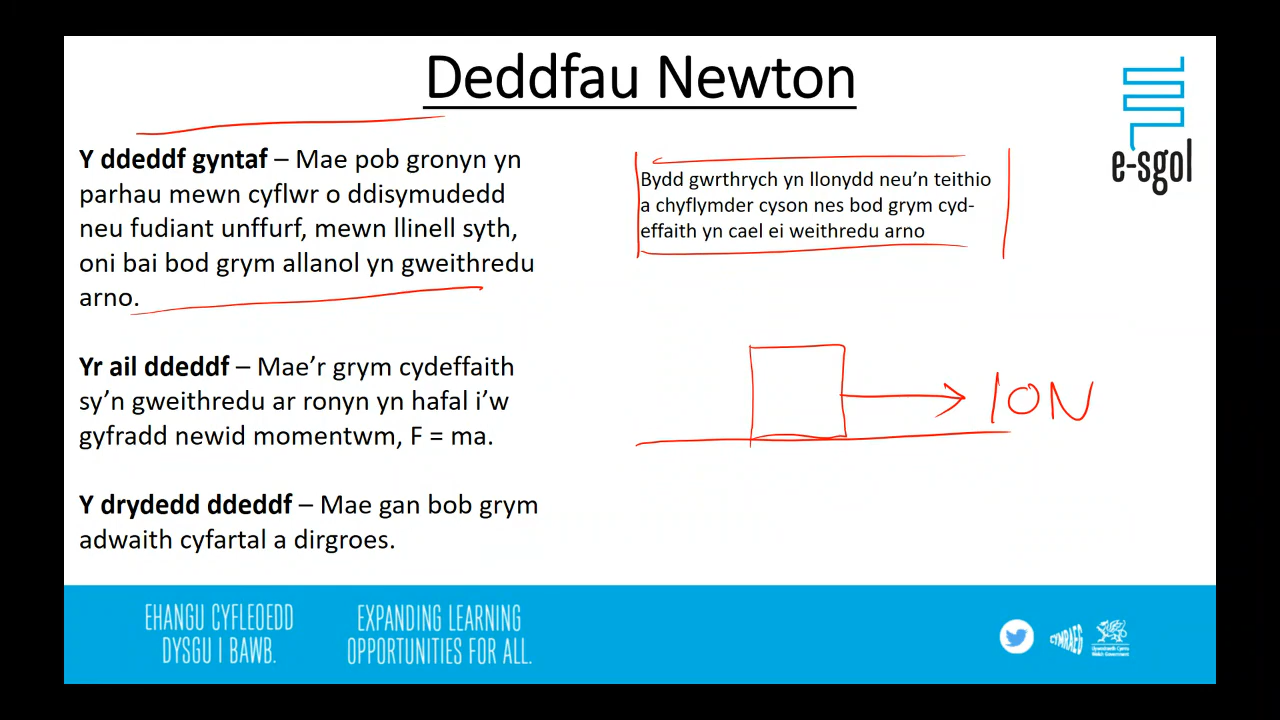 Deddfau Newton
Y ddeddf gyntaf – Mae pob gronyn yn
parhau mewn cyflwr o ddisymudedd
neu fudiant unffurf, mewn llinell syth,
oni bai bod grym allanol yn gweithredu
arno.
Yr ail ddeddf – Mae’r grym cydeffaith
sy’n gweithredu ar ronyn yn hafal i’w
gyfradd newid momentwm, F = ma.
Y drydedd ddeddf – Mae gan bob grym
adwaith cyfartal a dirgroes.
e-sgol
Bydd gwrthrych yn llonydd neu’n teithio
a chyflymder cyson nes bod grym cyd-
effaith yn cael ei weithredu arno
10N
EHANGU CYFLEOEDD
DYSGU I BAWB.
EXPANDING LEARNING
OPPORTUNITIES FOR ALL.
CYMRAEG
Llywodraeth Cymru
Welsh Government